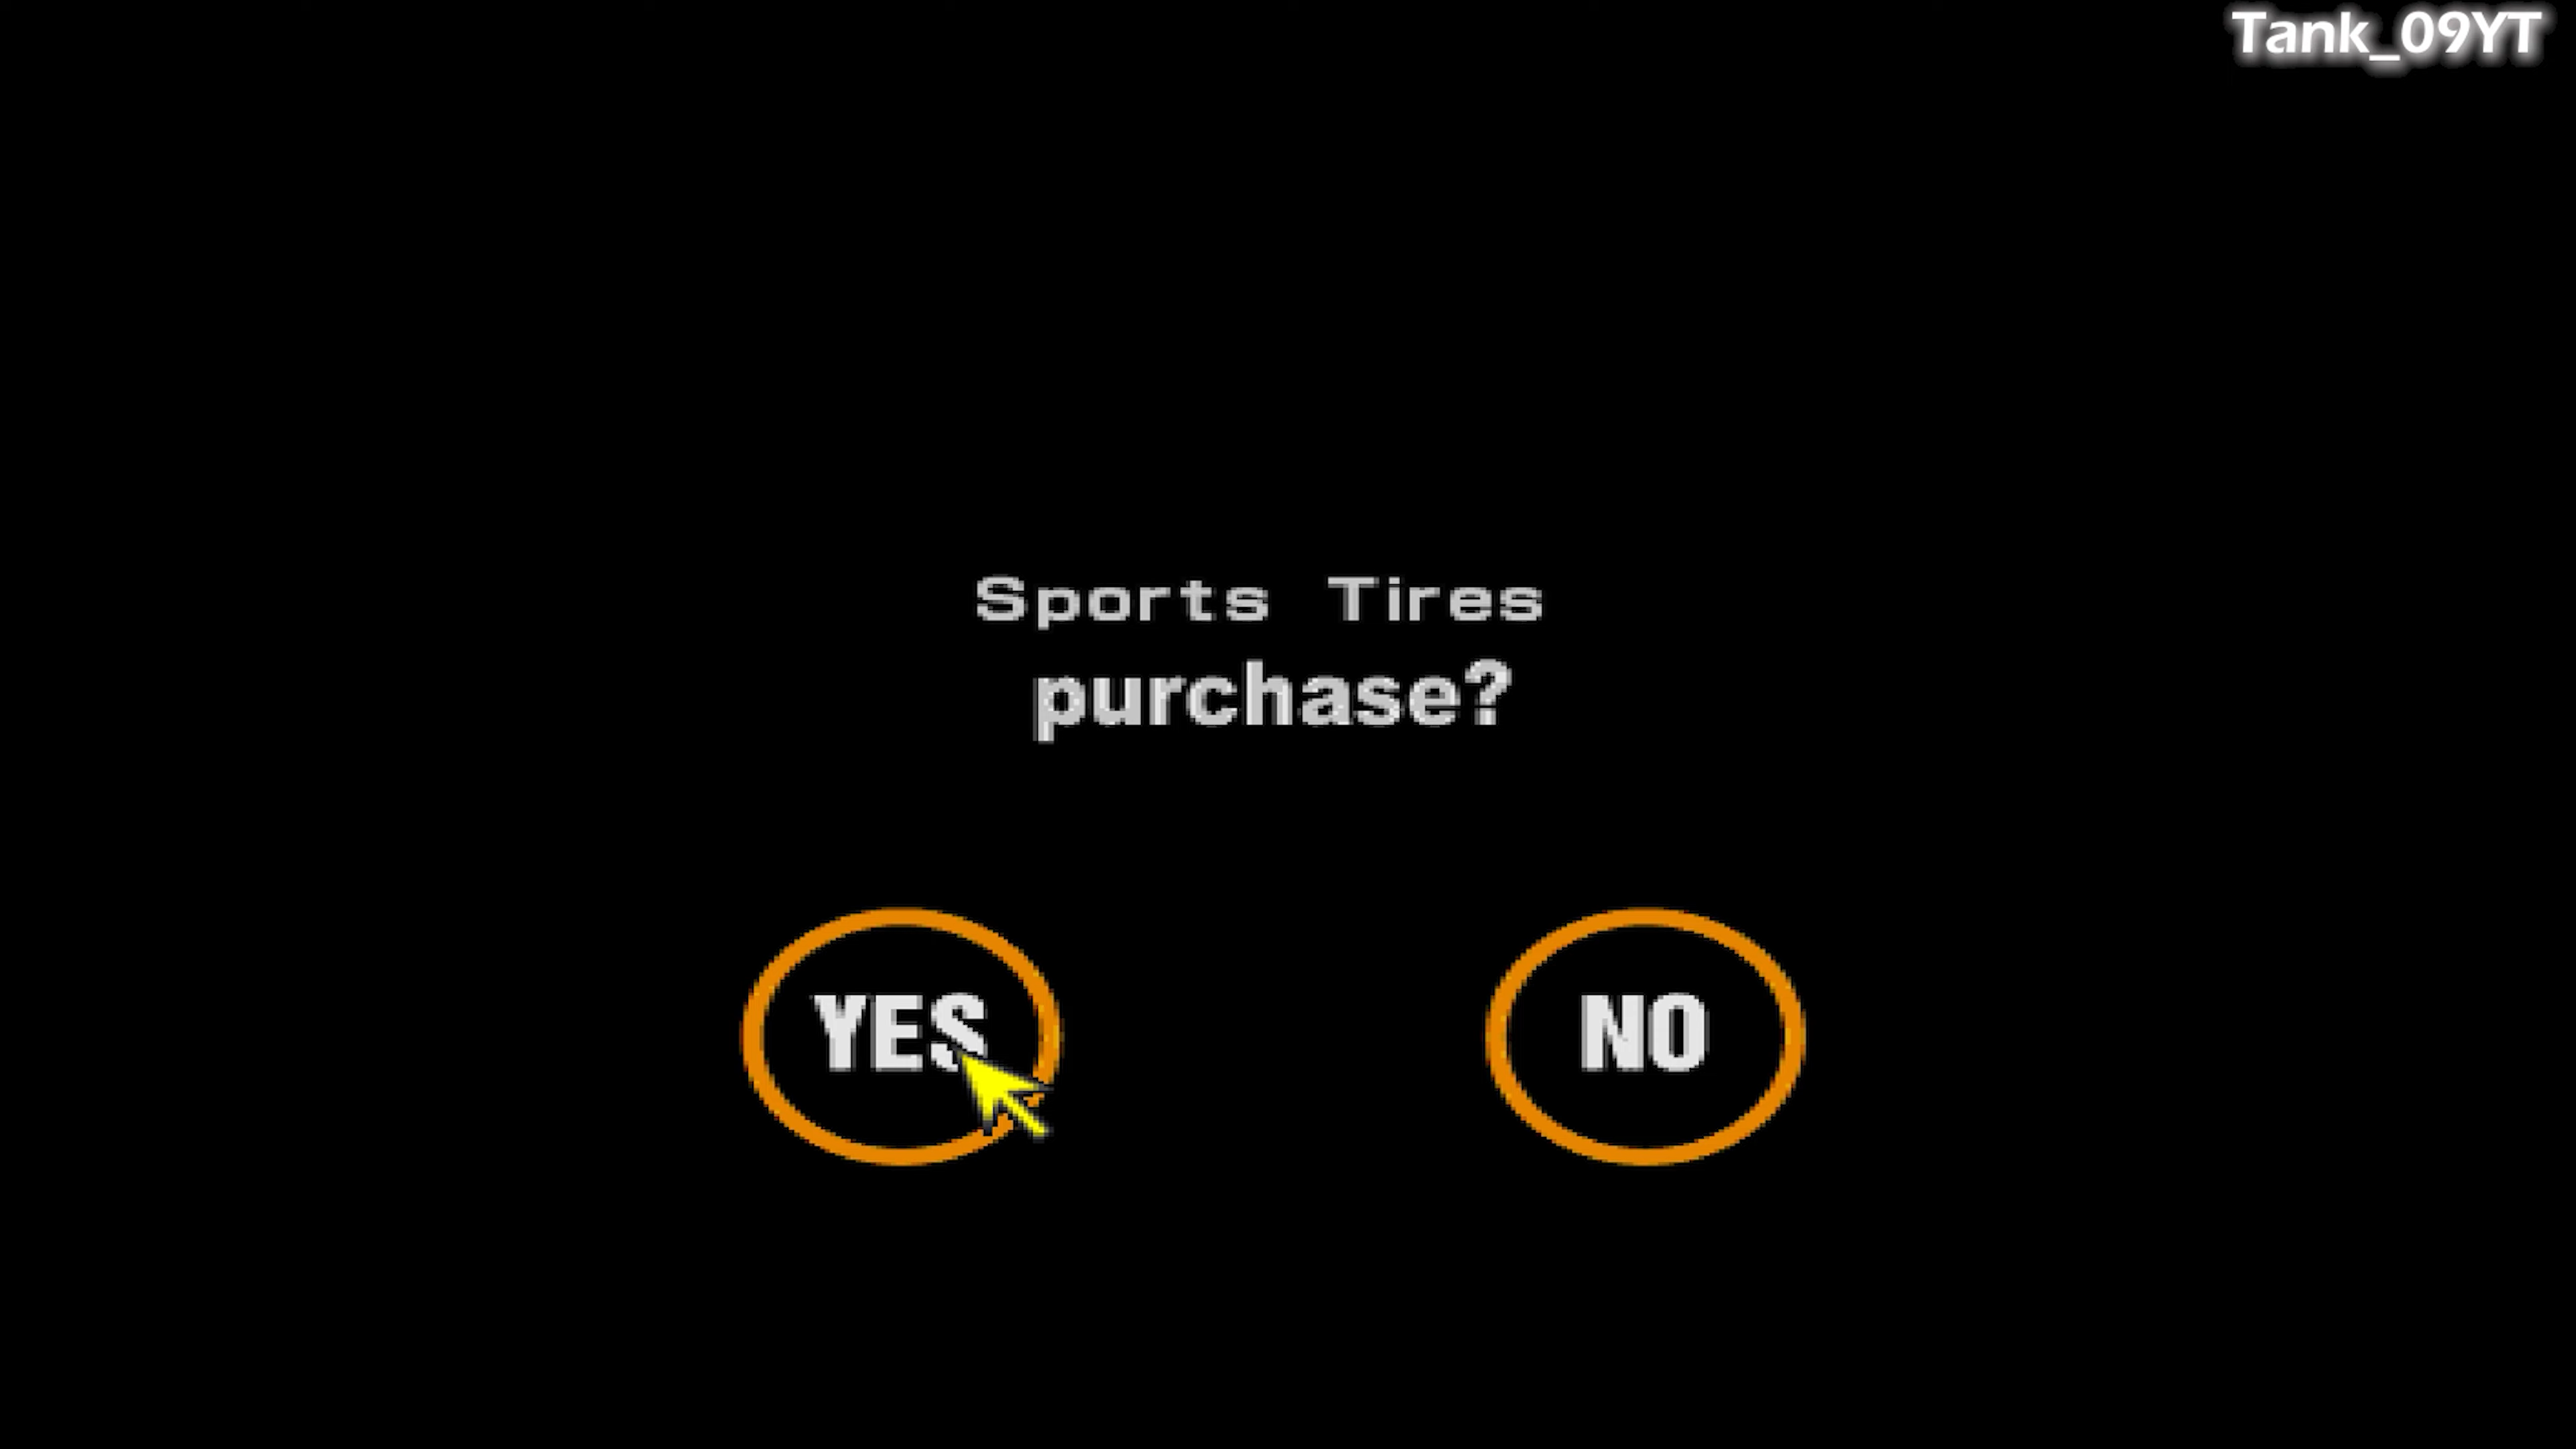 Tank_09YT
Sports Tires
purchase?
YES NO